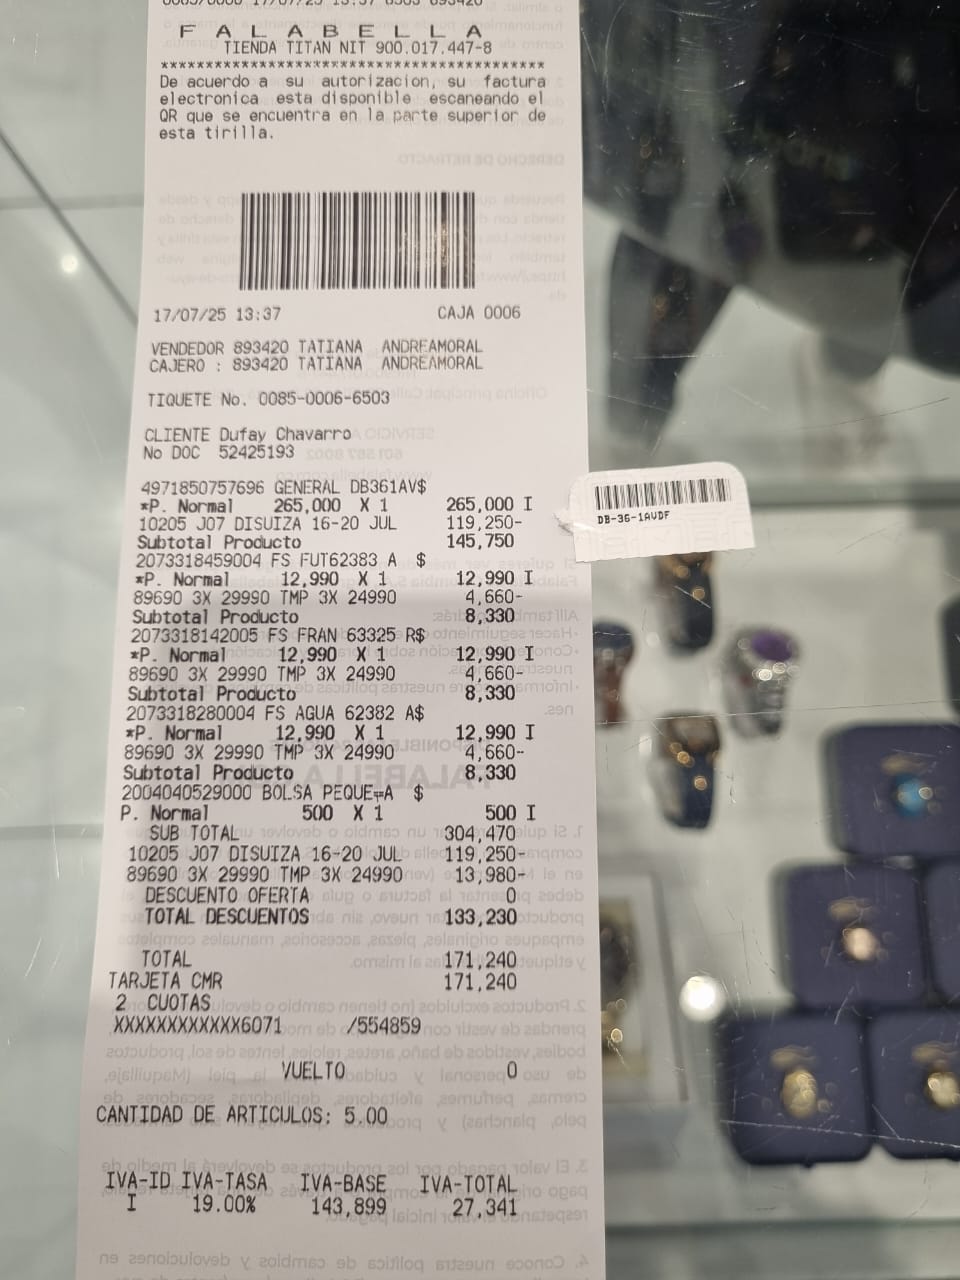 F A L A B E L L A
TIENDA TITAN NIT 900.017.447-8
**********************************************
De acuerdo a su autorizacion, su factura
electronica esta disponible escaneando el
QR que se encuentra en la parte superior de
esta tirilla.
17/07/25 13:37 CAJA 0006
VENDEDOR 893420 TATIANA ANDREAMORAL
CAJERO : 893420 TATIANA ANDREAMORAL
TIQUETE No. 0085-0006-6503
CLIENTE Dufay Chavarro
No DOC 52425193
4971850757696 GENERAL DB361AV$
*P. Normal 265,000 X 1 265,000 I
10205 J07 DISUIZA 16-20 JUL 119,250-
Subtotal Producto 145,750
2073318459004 FS FUT62383 A $
*P. Normal 12,990 X 1 12,990 I
89690 3X 29990 TMP 3X 24990 4,660-
Subtotal Producto 8,330
2073318142005 FS FRAN 63325 R$
*P. Normal 12,990 X 1 12,990 I
89690 3X 29990 TMP 3X 24990 4,660-
Subtotal Producto 8,330
2073318280004 FS AGUA 62382 A$
*P. Normal 12,990 X 1 12,990 I
89690 3X 29990 TMP 3X 24990 4,660-
Subtotal Producto 8,330
2004040529000 BOLSA PEQUE╤A $
P. Normal 500 X 1 500 I
SUB TOTAL 304,470
10205 J07 DISUIZA 16-20 JUL 119,250-
89690 3X 29990 TMP 3X 24990 13,980-
DESCUENTO OFERTA 0
TOTAL DESCUENTOS 133,230
TOTAL 171,240
TARJETA CMR 171,240
2 CUOTAS
XXXXXXXXXXXX6071 /554859
VUELTO 0
CANTIDAD DE ARTICULOS: 5.00
IVA-ID IVA-TASA IVA-BASE IVA-TOTAL
I 19.00% 143,899 27,341
DB-36-1AVDF